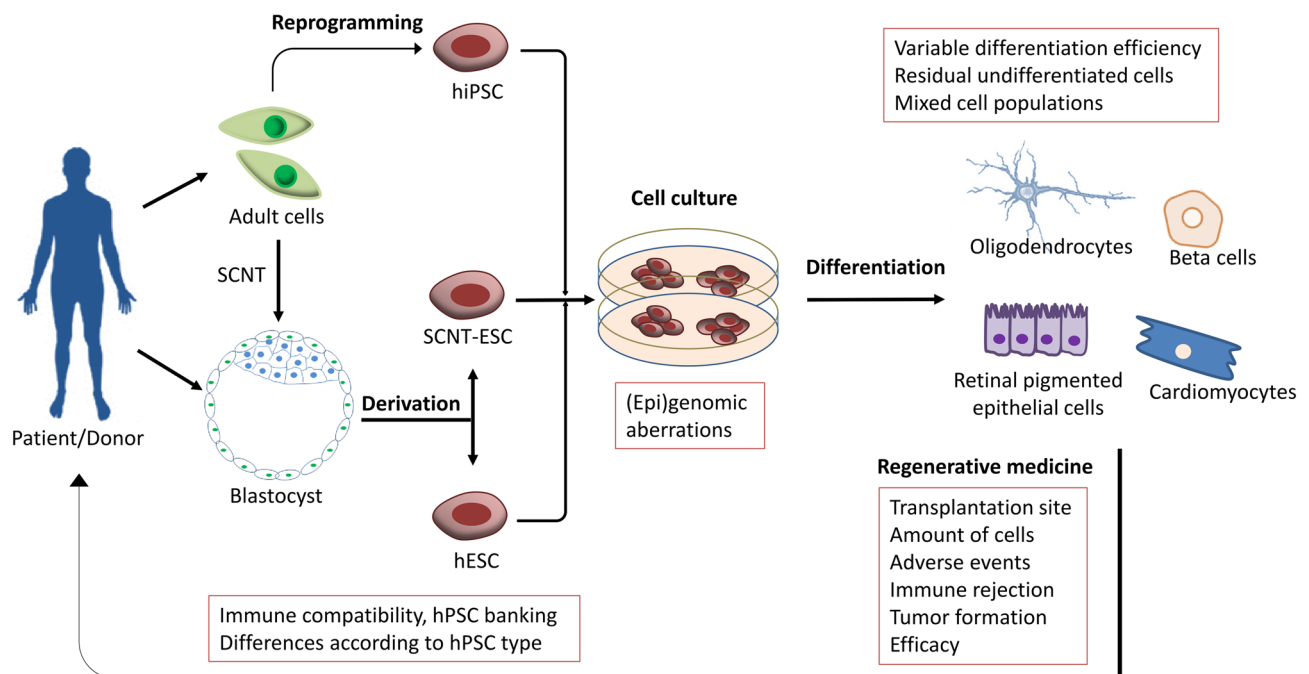 Reprogramming
hiPSC
Adult cells
SCNT
Patient/Donor
Blastocyst
Derivation
SCNT-ESC
hESC
Immune compatibility, hPSC banking
Differences according to hPSC type
Cell culture
(Epi)genomic
aberrations
Differentiation
Variable differentiation efficiency
Residual undifferentiated cells
Mixed cell populations
Oligodendrocytes
Beta cells
Retinal pigmented
epithelial cells
Cardiomyocytes
Regenerative medicine
Transplantation site
Amount of cells
Adverse events
Immune rejection
Tumor formation
Efficacy